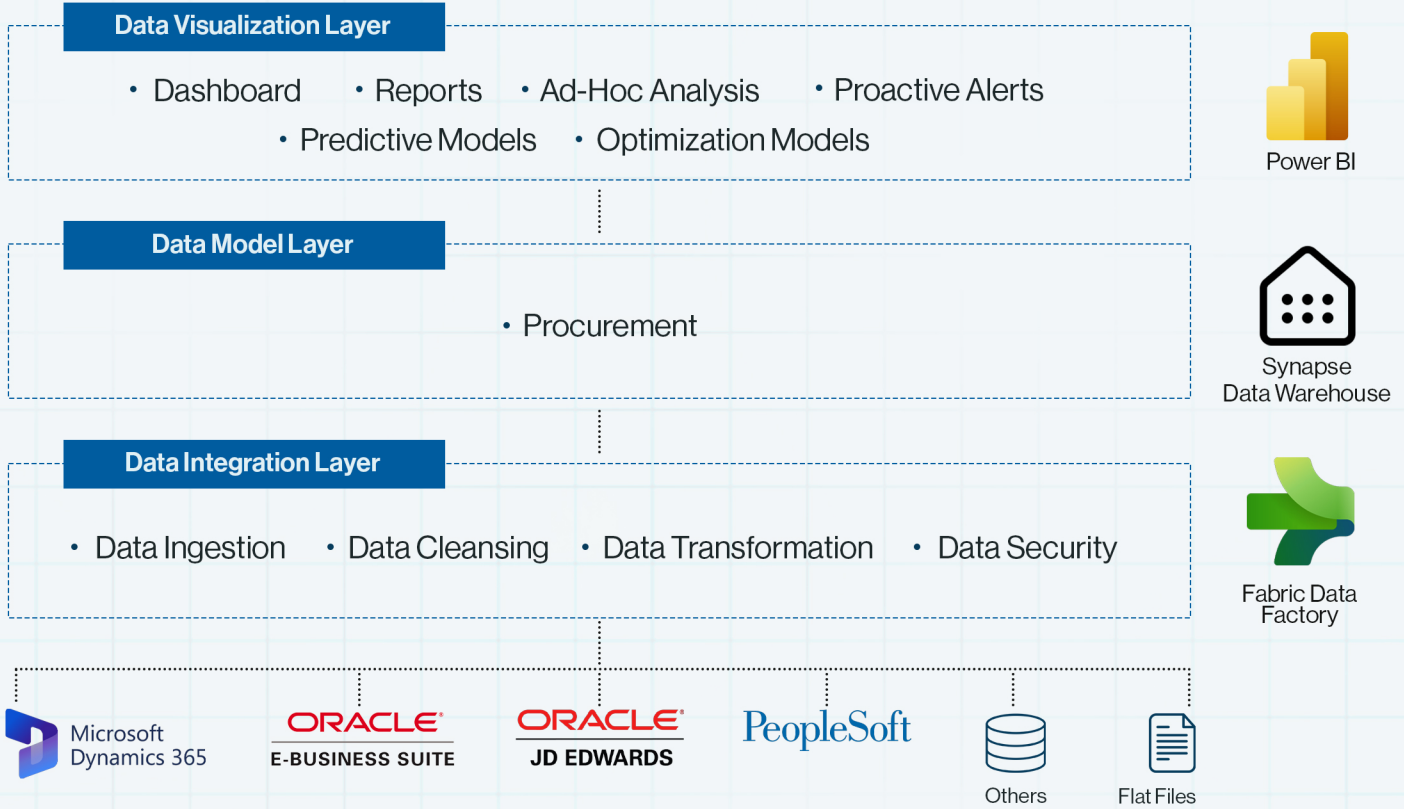 Data Visualization Layer
• Dashboard • Reports • Ad-Hoc Analysis • Proactive Alerts
• Predictive Models • Optimization Models
Power BI
Data Model Layer
• Procurement
Synapse
Data Warehouse
Data Integration Layer
• Data Ingestion • Data Cleansing • Data Transformation • Data Security
Fabric Data
Factory
Microsoft
Dynamics 365
ORACLE®
E-BUSINESS SUITE
ORACLE®
JD EDWARDS
PeopleSoft
Others
Flat Files